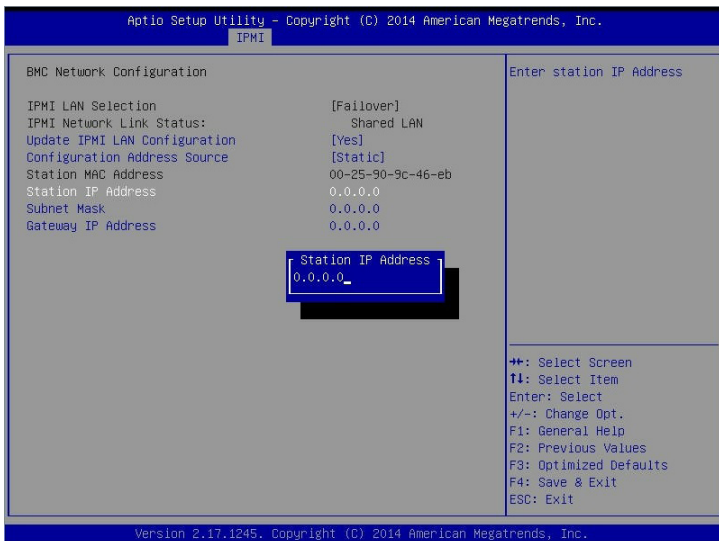 Aptio Setup Utility – Copyright (C) 2014 American Megatrends, Inc.
IPMI
BMC Network Configuration
IPMI LAN Selection [Failover]
IPMI Network Link Status: Shared LAN
Update IPMI LAN Configuration [Yes]
Configuration Address Source [Static]
Station MAC Address 00-25-90-9c-46-eb
Station IP Address 0.0.0.0
Subnet Mask 0.0.0.0
Gateway IP Address 0.0.0.0
Station IP Address
0.0.0.0_
Enter station IP Address
→←: Select Screen
↑↓: Select Item
Enter: Select
+/-: Change Opt.
F1: General Help
F2: Previous Values
F3: Optimized Defaults
F4: Save & Exit
ESC: Exit
Version 2.17.1245. Copyright (C) 2014 American Megatrends, Inc.